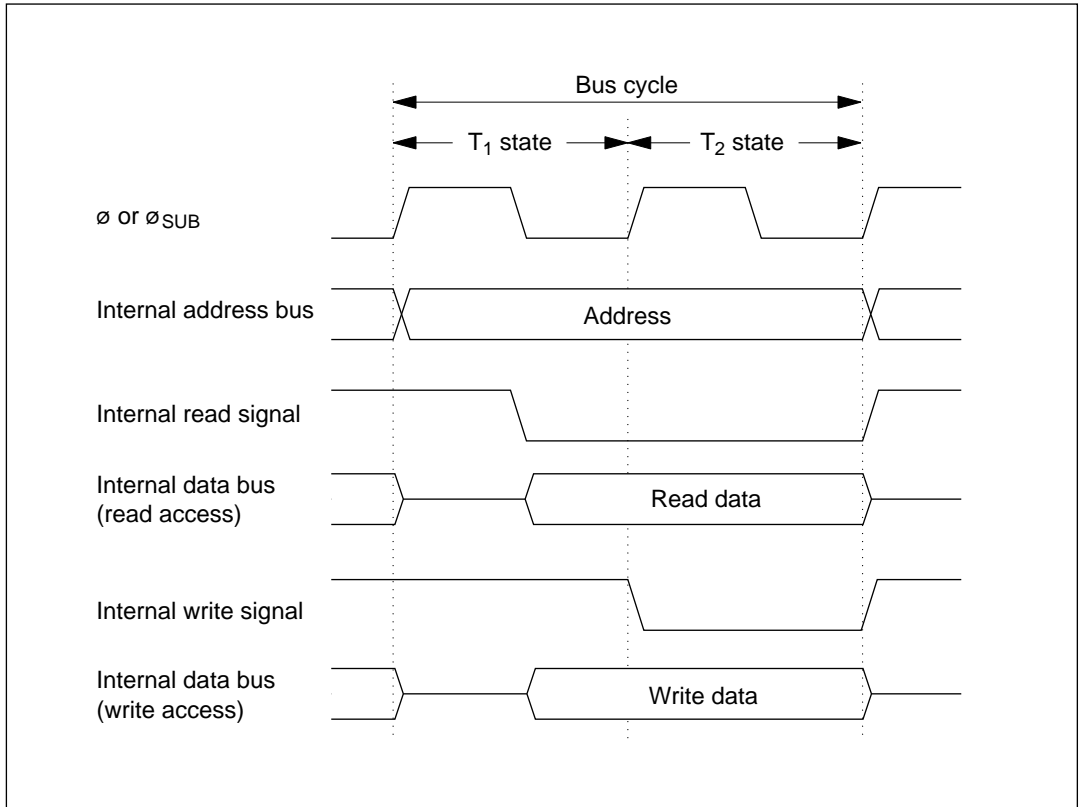 Bus cycle
T₁ state
T₂ state
ø or ø SUB
Internal address bus
Address
Internal read signal
Internal data bus
(read access)
Read data
Internal write signal
Internal data bus
(write access)
Write data